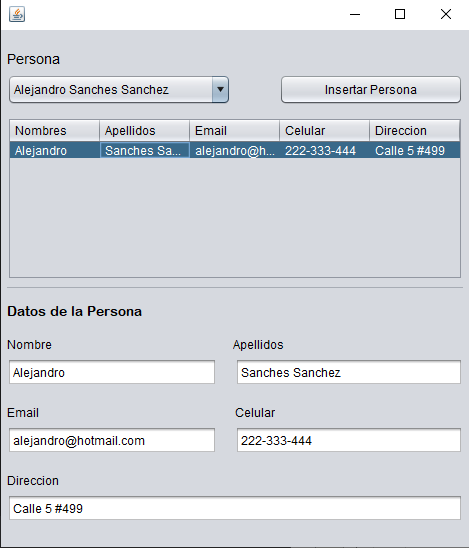 Persona
Alejandro Sanches Sanchez Insertar Persona
Nombres Apellidos Email Celular Direccion
Alejandro Sanches Sa... alejandro@h... 222-333-444 Calle 5 #499
Datos de la Persona
Nombre Apellidos
Alejandro Sanches Sanchez
Email Celular
alejandro@hotmail.com 222-333-444
Direccion
Calle 5 #499